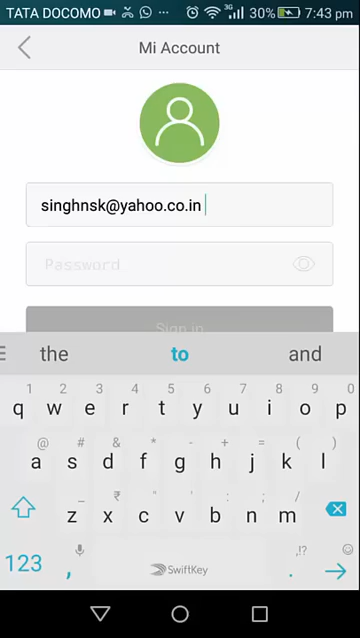 TATA DOCOMO ... 3G 30% 7:43 pm
Mi Account
singhnsk@yahoo.co.in
Password
Sign in
the to and
1 2 3 4 5 6 7 8 9 0
q w e r t y u i o p
@ # & * - + = ( )
a s d f g h j k l
_ ₹ " ' : ; /
z x c v b n m
123 , SwiftKey ,!? .